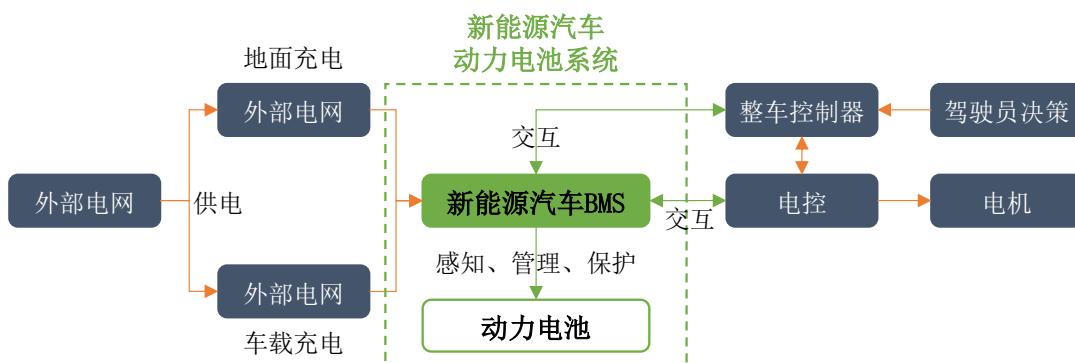 新能源汽车
动力电池系统
地面充电
外部电网
整车控制器
驾驶员决策
交互
外部电网
供电
新能源汽车BMS
交互
电控
电机
感知、管理、保护
外部电网
车载充电
动力电池